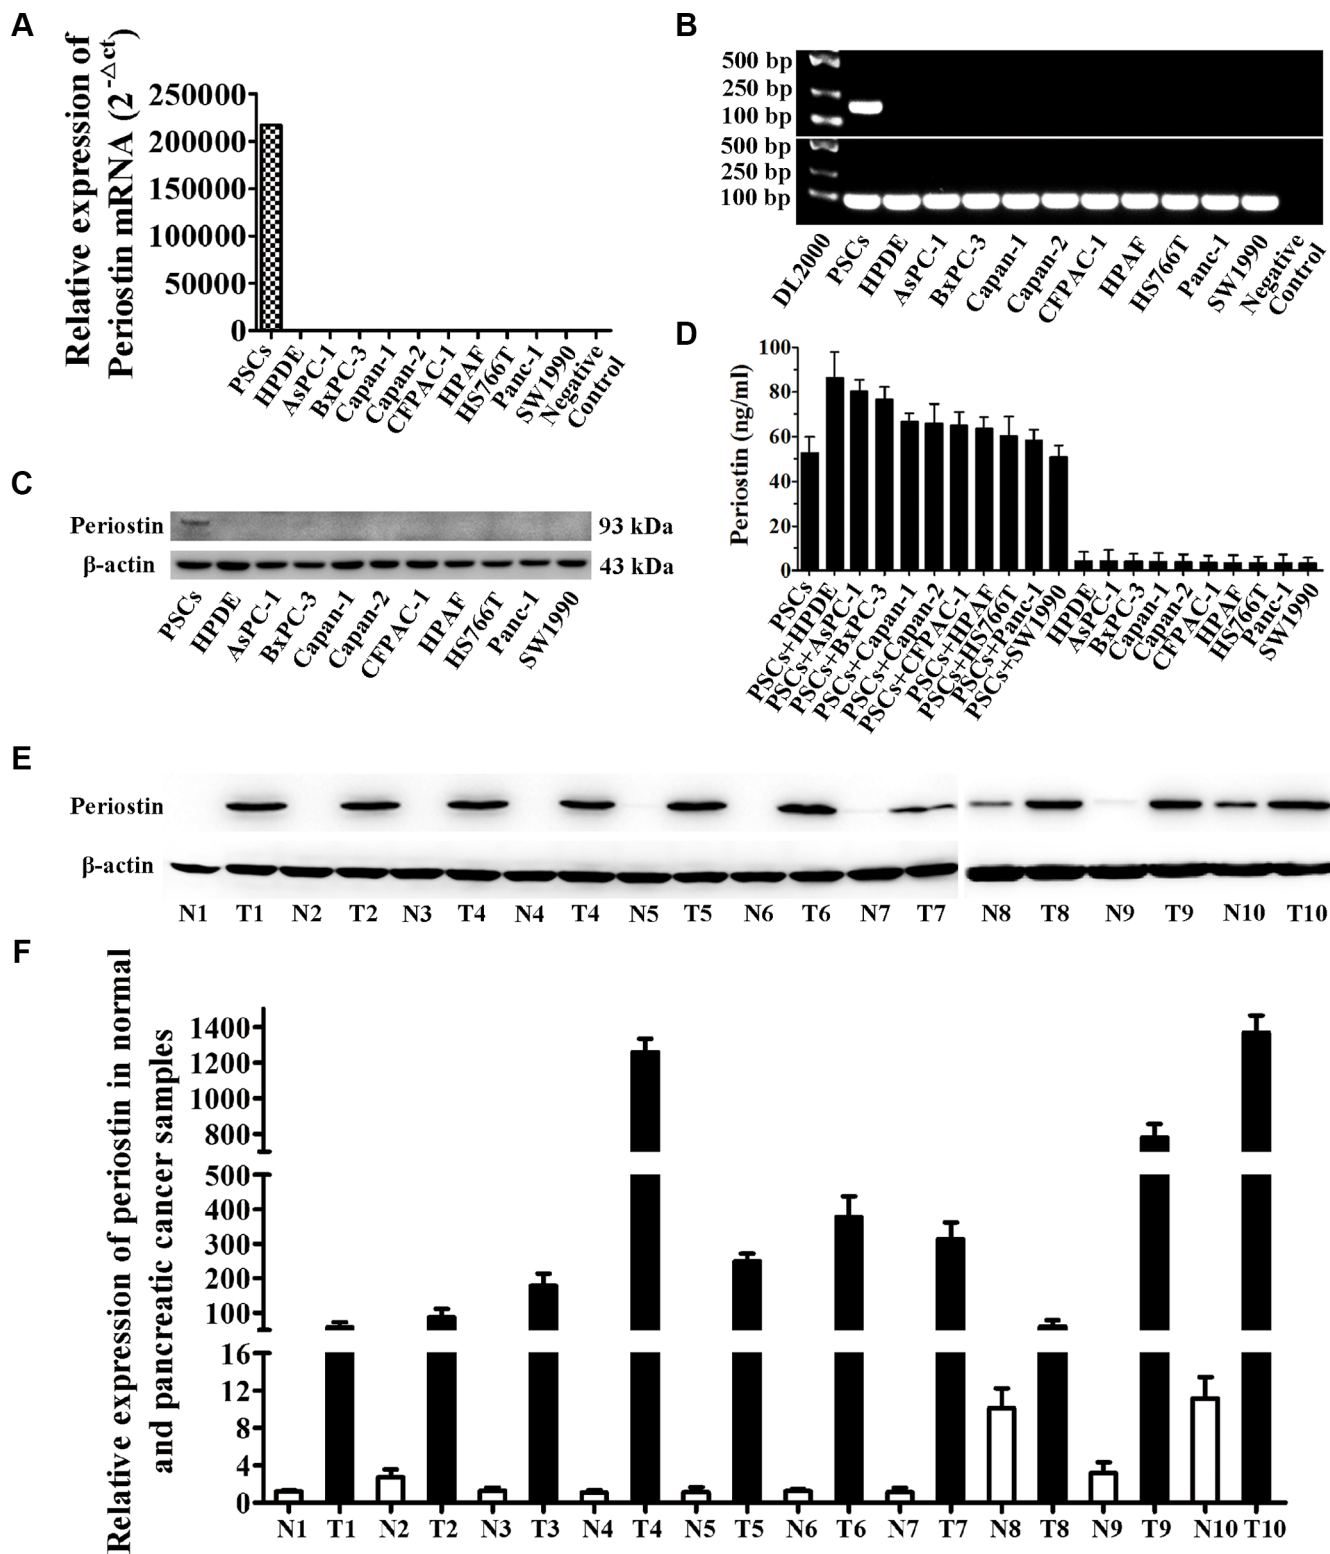 A
Relative expression of
Periostin mRNA (2^-Δct)
250000
200000
150000
100000
50000
0
PSCs
HPDE
AsPC-1
BxPC-3
Capan-1
Capan-2
CFPAC-1
HPAF
HS766T
Panc-1
SW1990
Negative
Control
B
500 bp
250 bp
100 bp
500 bp
250 bp
100 bp
DL2000
PSCs
HPDE
AsPC-1
BxPC-3
Capan-1
Capan-2
CFPAC-1
HPAF
HS766T
Panc-1
SW1990
Negative
Control
C
Periostin
93 kDa
β-actin
43 kDa
PSCs
HPDE
AsPC-1
BxPC-3
Capan-1
Capan-2
CFPAC-1
HPAF
HS766T
Panc-1
SW1990
D
Periostin (ng/ml)
100
80
60
40
20
0
PSCs
PSCs+HPDE
PSCs+AsPC-1
PSCs+BxPC-3
PSCs+Capan-1
PSCs+Capan-2
PSCs+CFPAC-1
PSCs+HPAF
PSCs+HS766T
PSCs+Panc-1
PSCs+SW1990
HPDE
AsPC-1
BxPC-3
Capan-1
Capan-2
CFPAC-1
HPAF
HS766T
Panc-1
SW1990
E
Periostin
β-actin
N1 T1 N2 T2 N3 T4 N4 T4 N5 T5 N6 T6 N7 T7 N8 T8 N9 T9 N10 T10
F
Relative expression of periostin in normal
and pancreatic cancer samples
1400
1200
1000
800
500
400
300
200
100
16
12
8
4
0
N1 T1 N2 T2 N3 T3 N4 T4 N5 T5 N6 T6 N7 T7 N8 T8 N9 T9 N10 T10